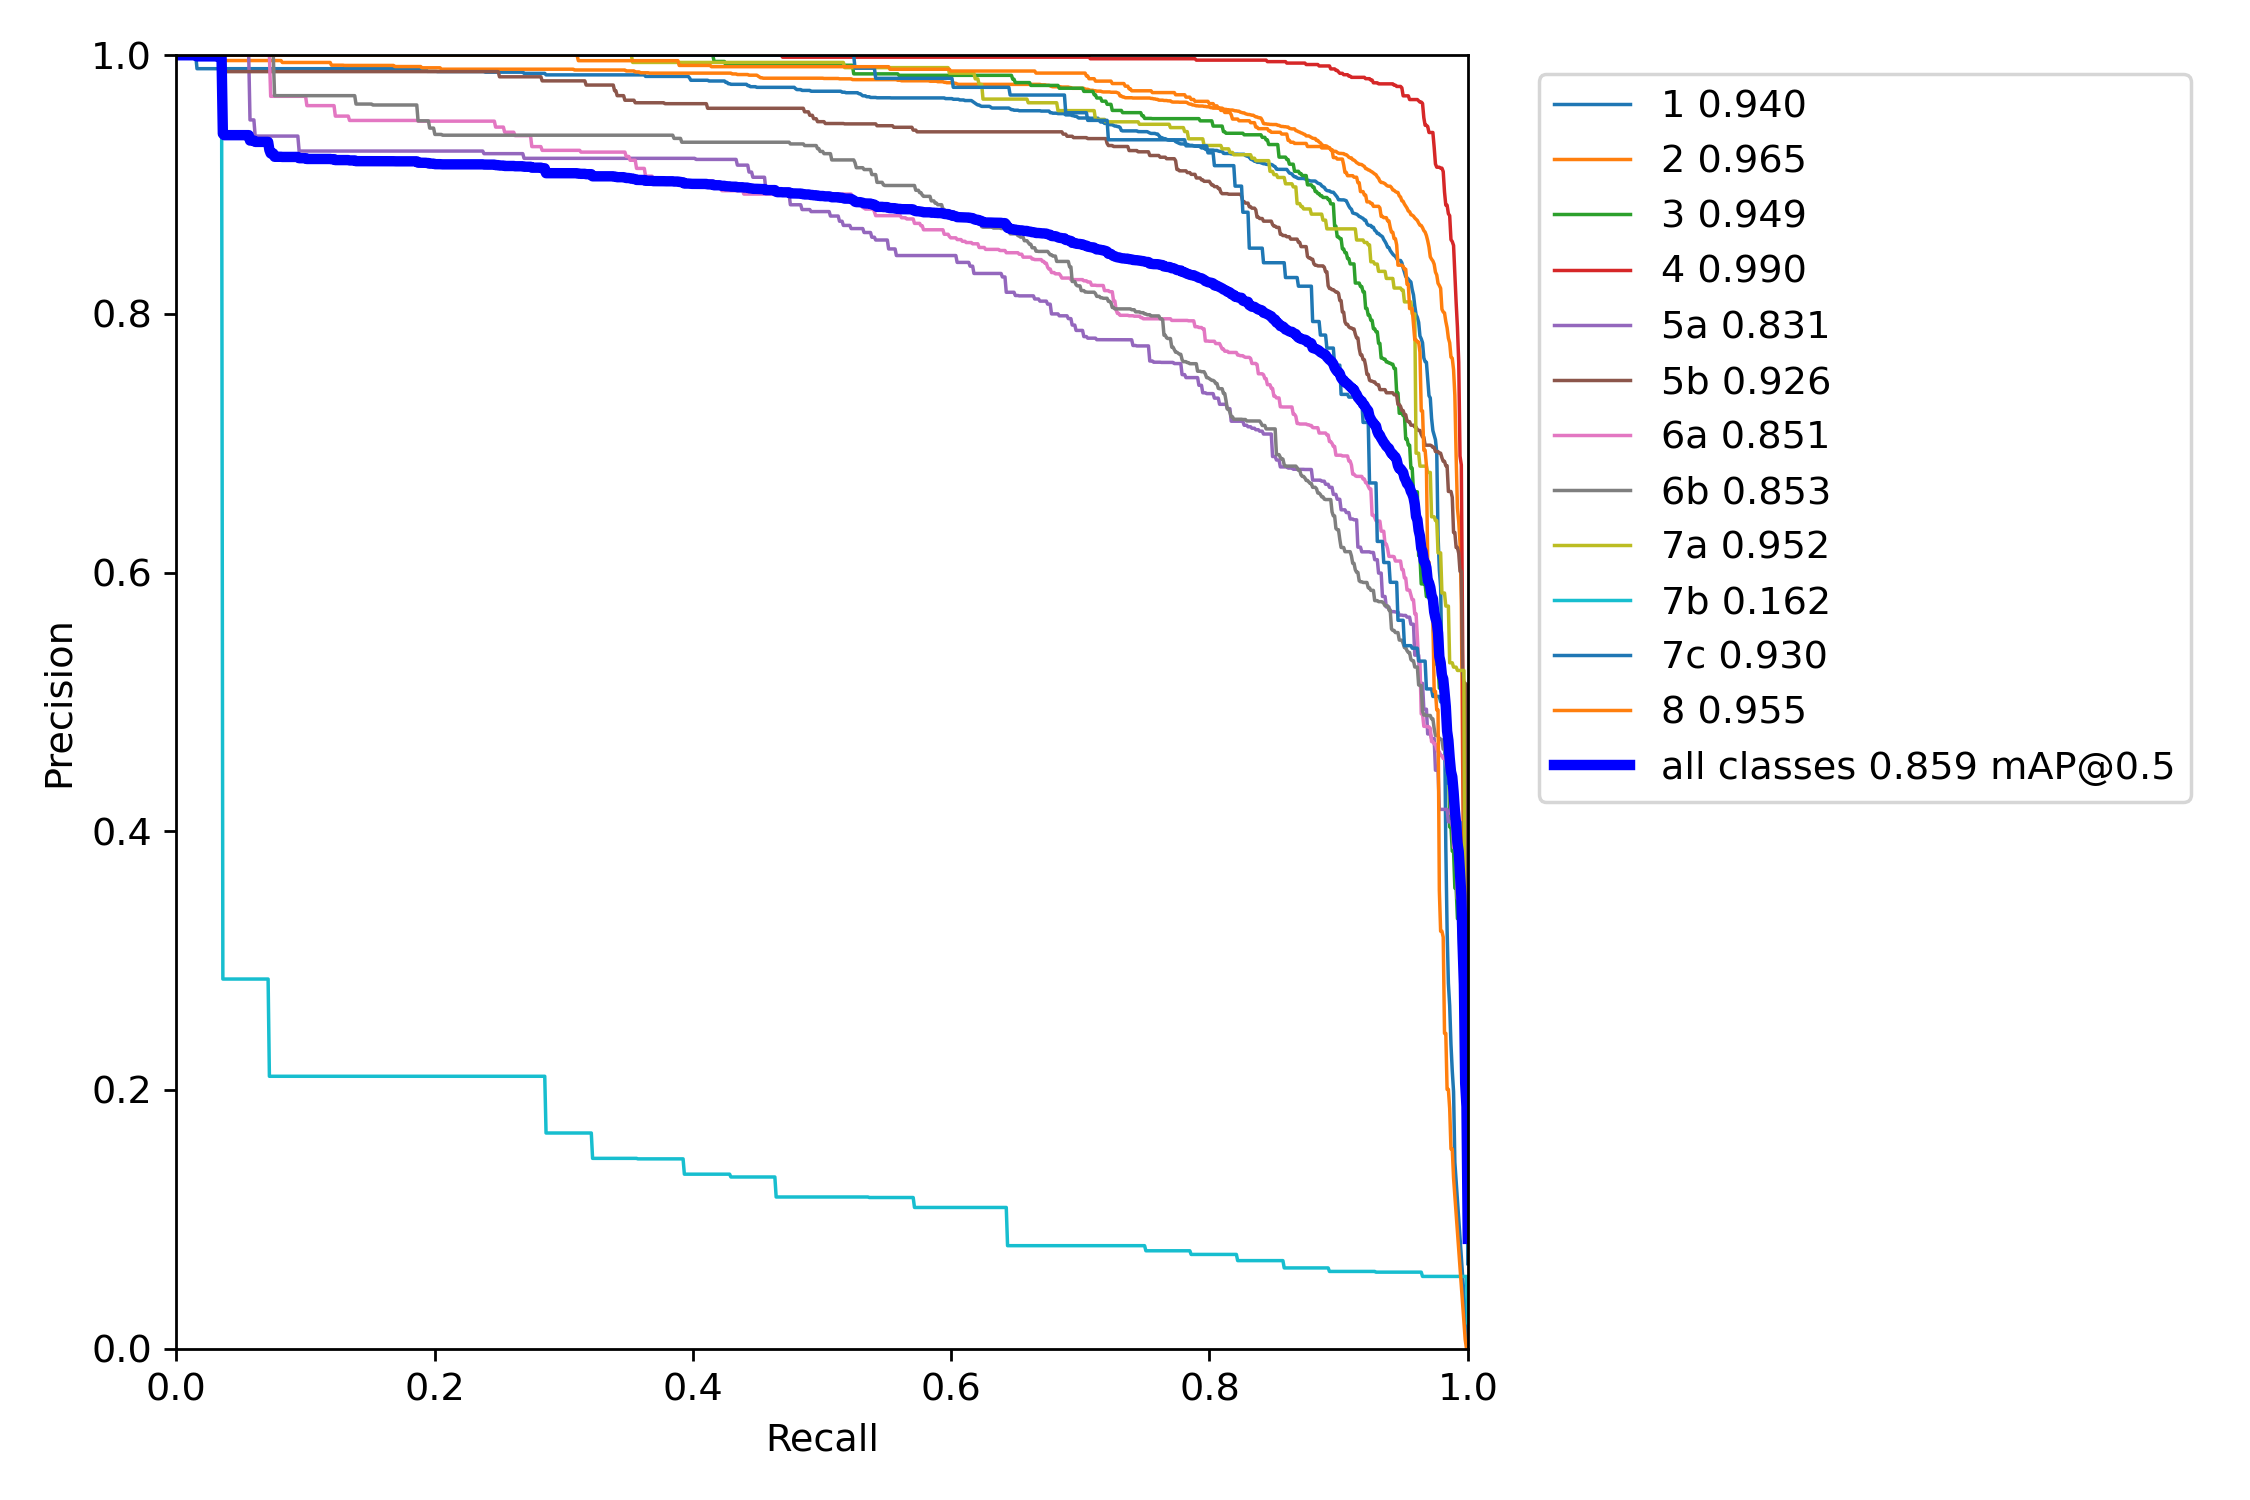 1.0
0.8
0.6
0.4
0.2
0.0
Precision
0.0 0.2 0.4 0.6 0.8 1.0
Recall
1 0.940
2 0.965
3 0.949
4 0.990
5a 0.831
5b 0.926
6a 0.851
6b 0.853
7a 0.952
7b 0.162
7c 0.930
8 0.955
all classes 0.859 mAP@0.5